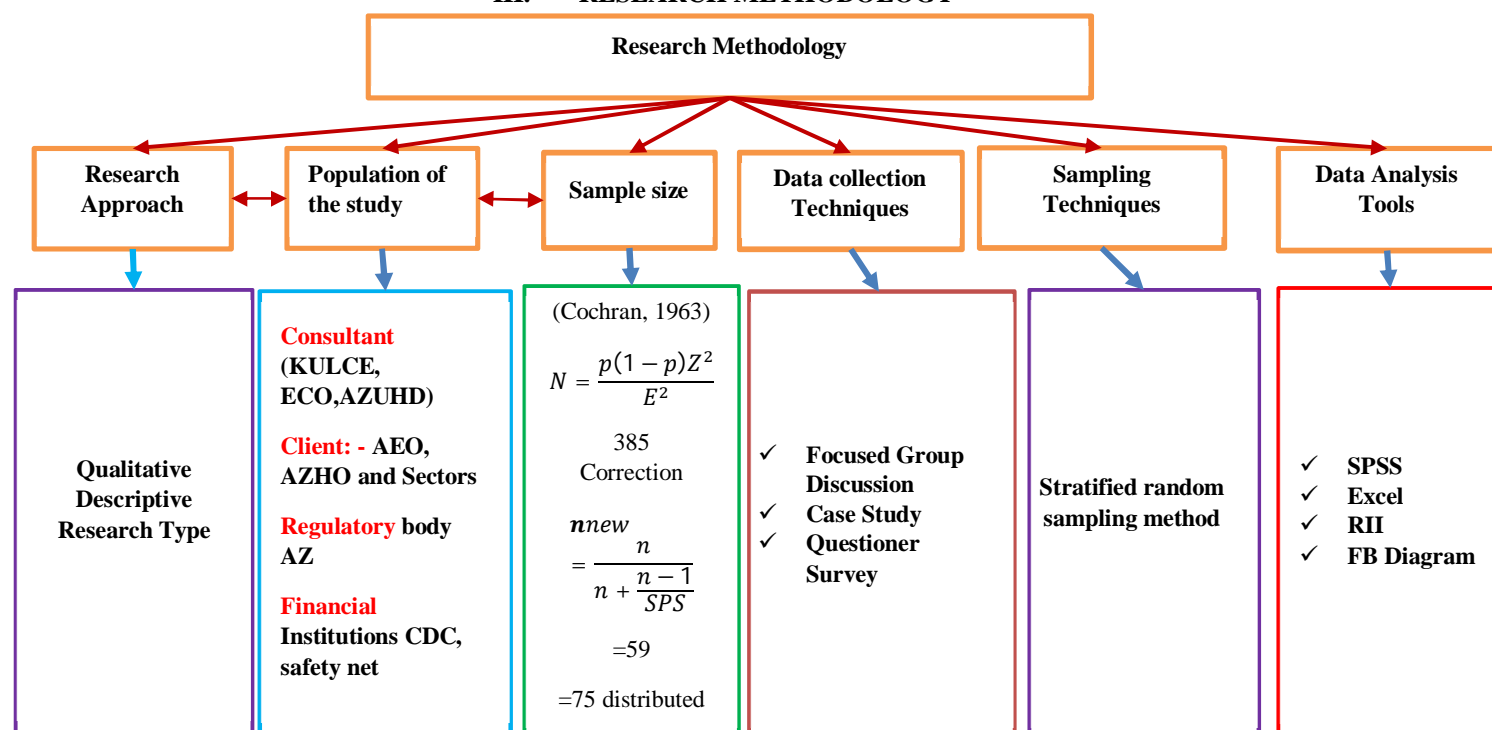 III. RESEARCH METHODOLOGY
Research Methodology
Research
Approach
Population of
the study
Sample size
Data collection
Techniques
Sampling
Techniques
Data Analysis
Tools
Qualitative
Descriptive
Research Type
Consultant
(KULCE,
ECO,AZUHD)
Client: - AEO,
AZHO and Sectors
Regulatory body
AZ
Financial
Institutions CDC,
safety net
(Cochran, 1963)
N = p(1 − p)Z² / E²
385
Correction
nnew
= n / (n + (n − 1) / SPS)
=59
=75 distributed
✓ Focused Group
Discussion
✓ Case Study
✓ Questioner
Survey
Stratified random
sampling method
✓ SPSS
✓ Excel
✓ RII
✓ FB Diagram